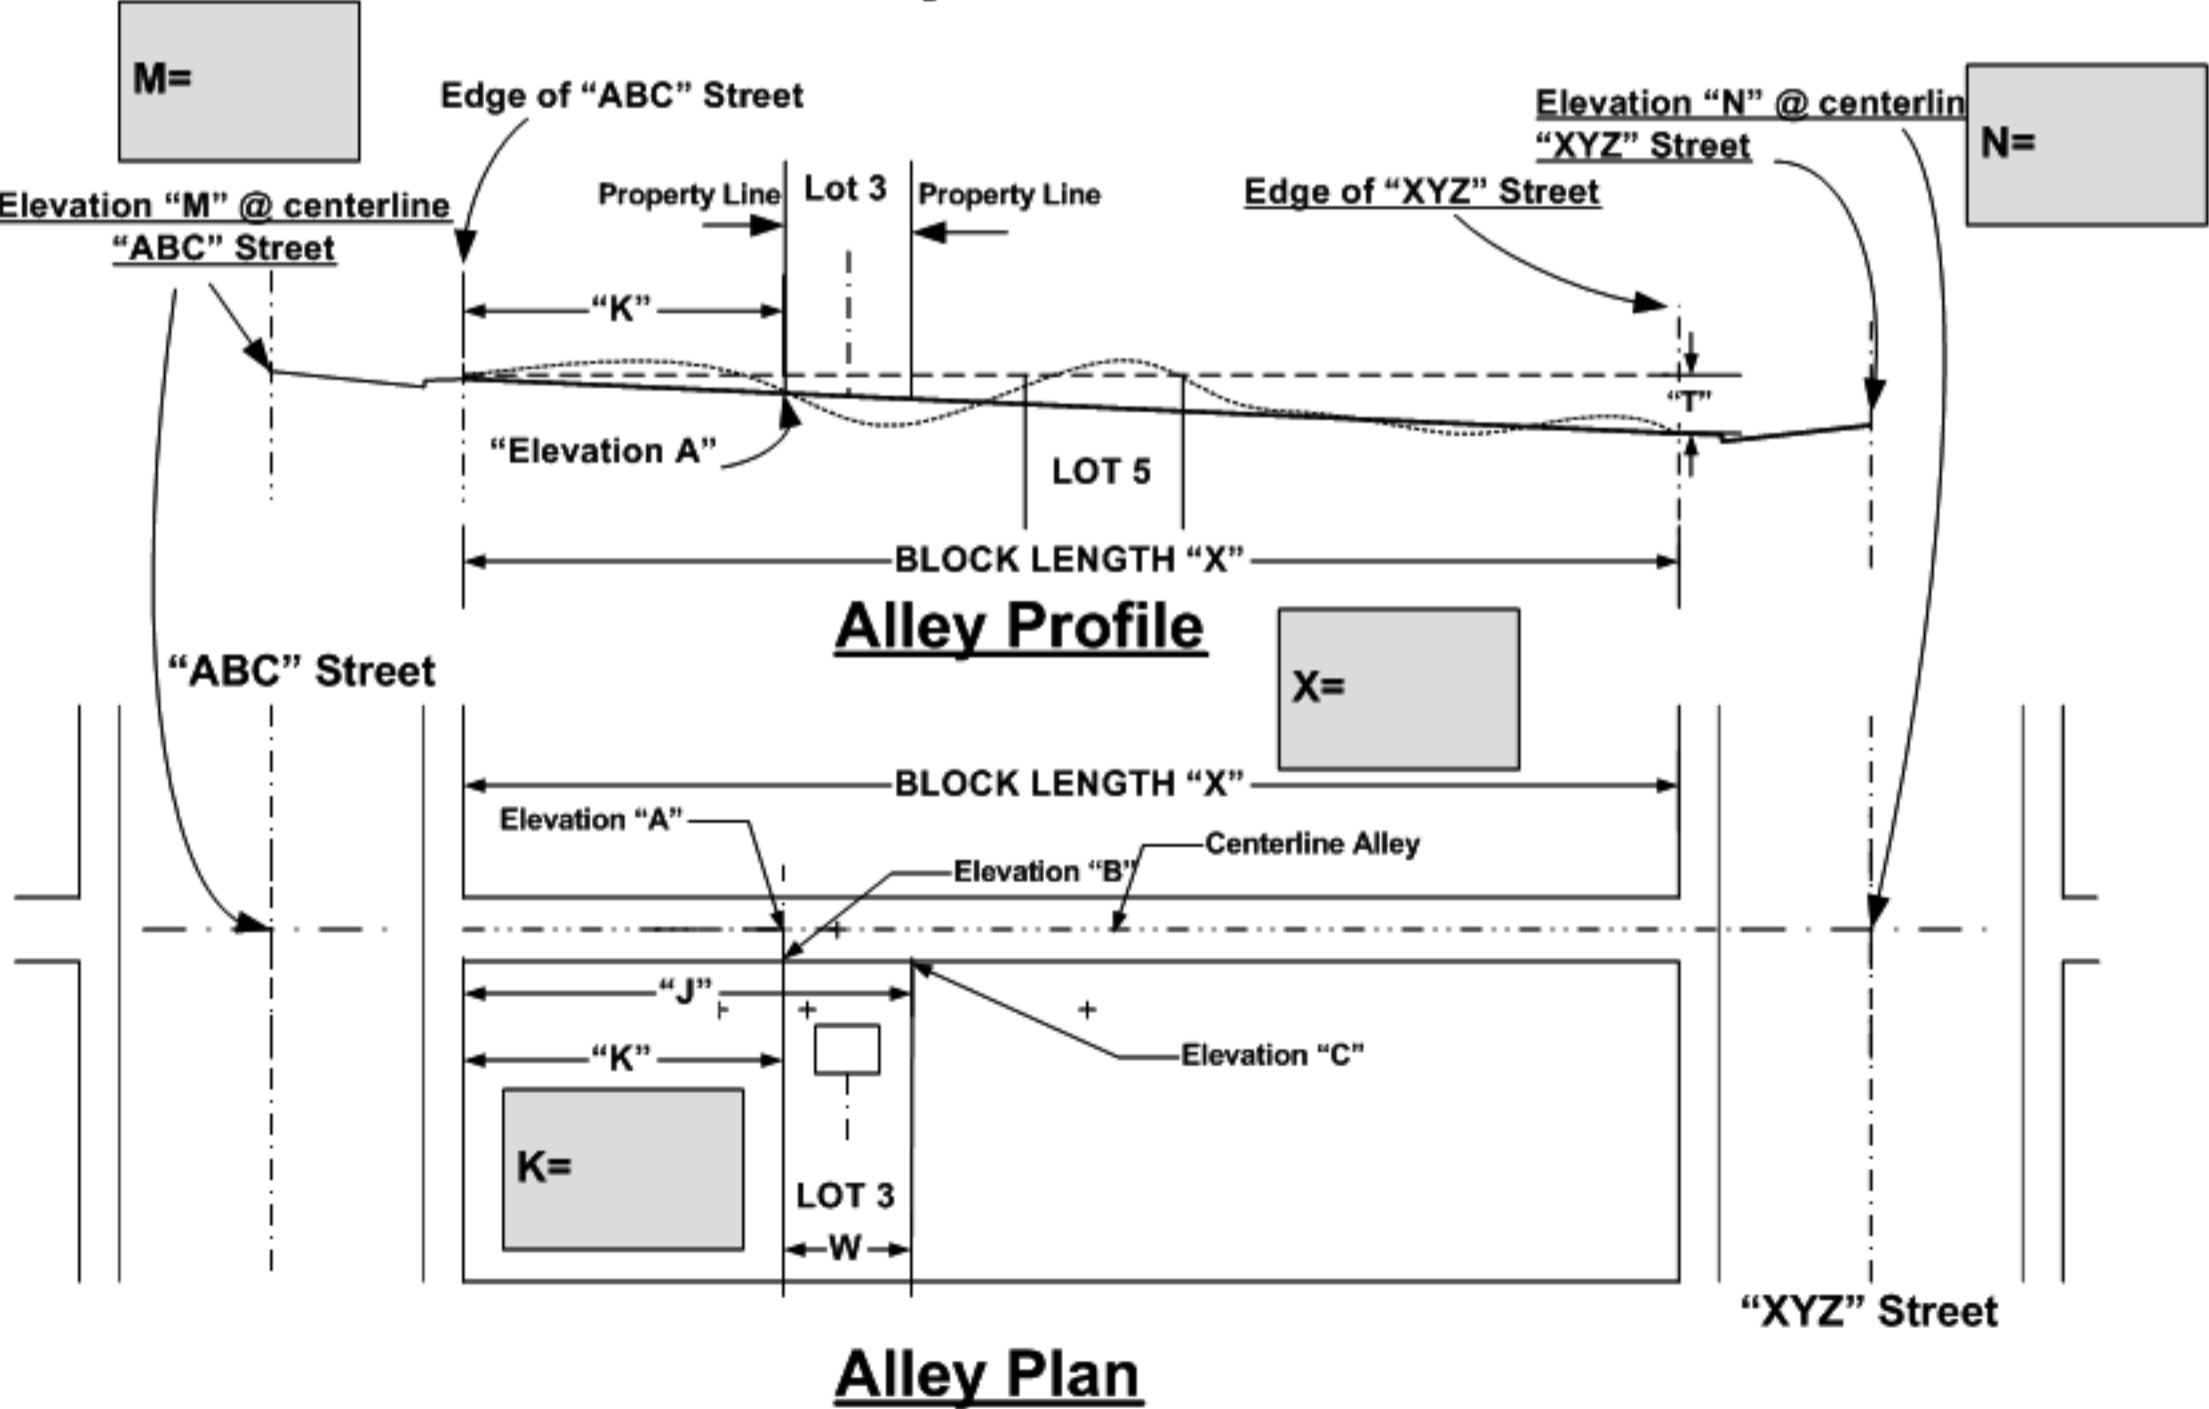 M=
Edge of “ABC” Street
Elevation “N” @ centerlin
“XYZ” Street
N=
Elevation “M” @ centerline
“ABC” Street
Property Line
Lot 3
Property Line
Edge of “XYZ” Street
“K”
“T”
“Elevation A”
LOT 5
BLOCK LENGTH “X”
Alley Profile
“ABC” Street
X=
BLOCK LENGTH “X”
Elevation “A”
Centerline Alley
Elevation “B”
“J”
“K”
Elevation “C”
K=
LOT 3
W
“XYZ” Street
Alley Plan